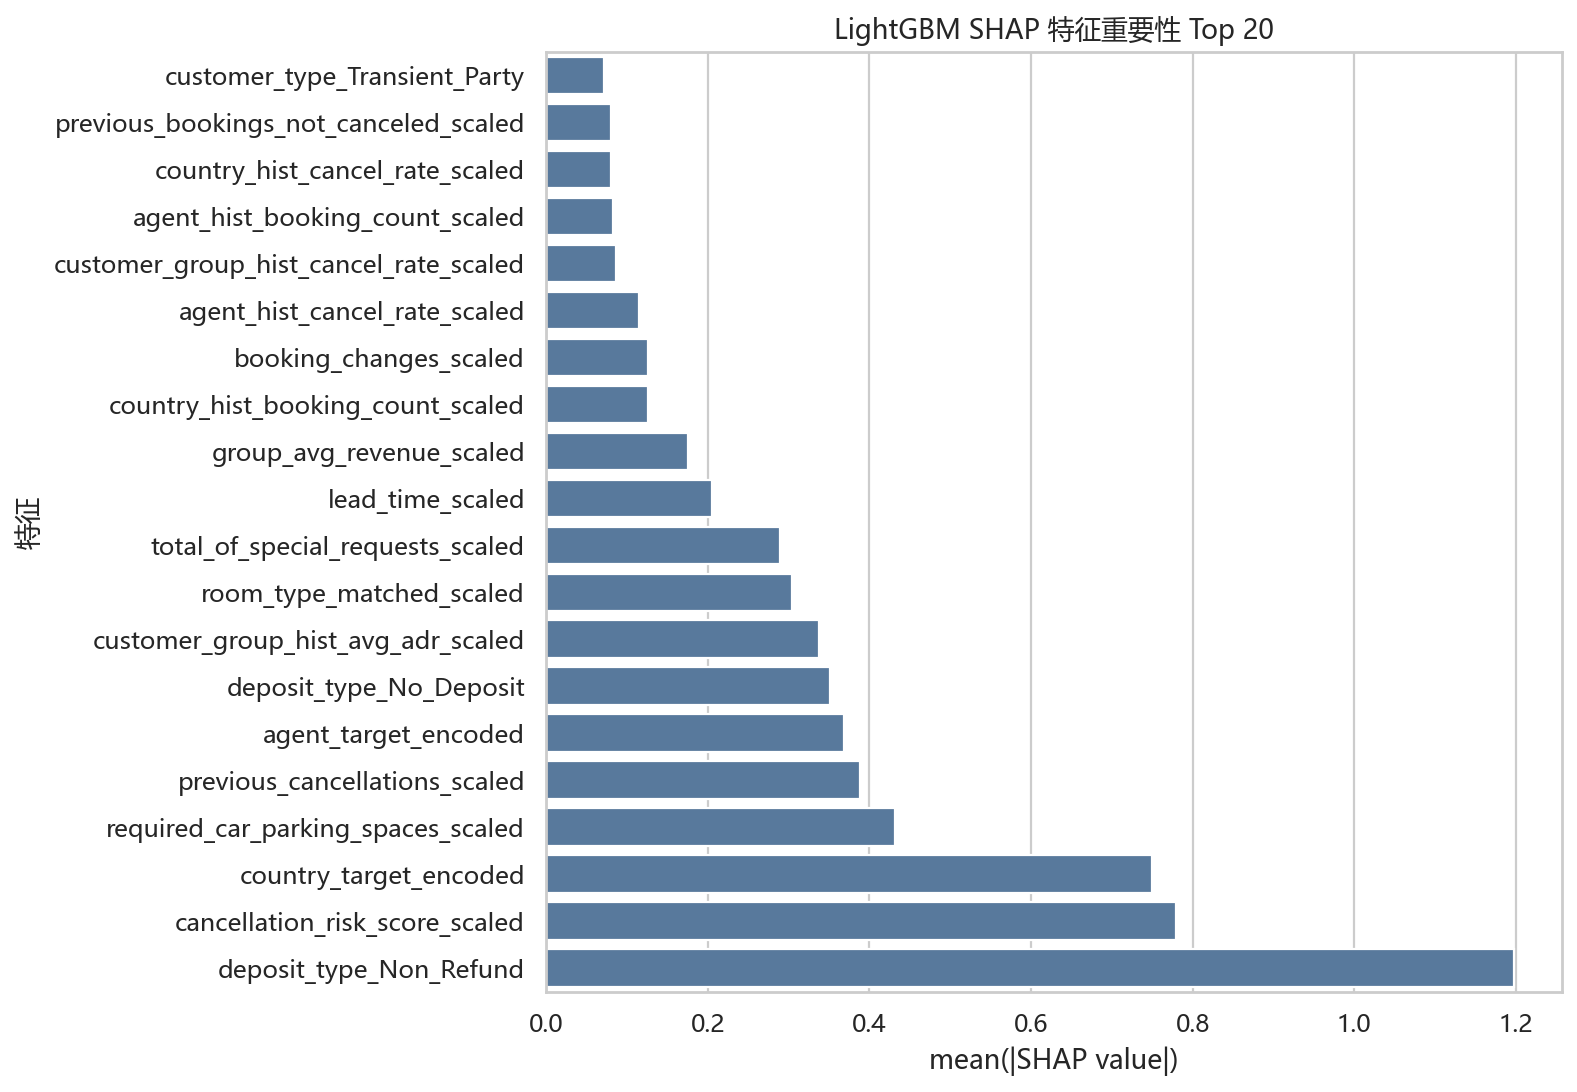 LightGBM SHAP 特征重要性 Top 20
customer_type_Transient_Party
previous_bookings_not_canceled_scaled
country_hist_cancel_rate_scaled
agent_hist_booking_count_scaled
customer_group_hist_cancel_rate_scaled
agent_hist_cancel_rate_scaled
booking_changes_scaled
country_hist_booking_count_scaled
group_avg_revenue_scaled
lead_time_scaled
total_of_special_requests_scaled
room_type_matched_scaled
customer_group_hist_avg_adr_scaled
deposit_type_No_Deposit
agent_target_encoded
previous_cancellations_scaled
required_car_parking_spaces_scaled
country_target_encoded
cancellation_risk_score_scaled
deposit_type_Non_Refund
特征
0.0 0.2 0.4 0.6 0.8 1.0 1.2
mean(|SHAP value|)